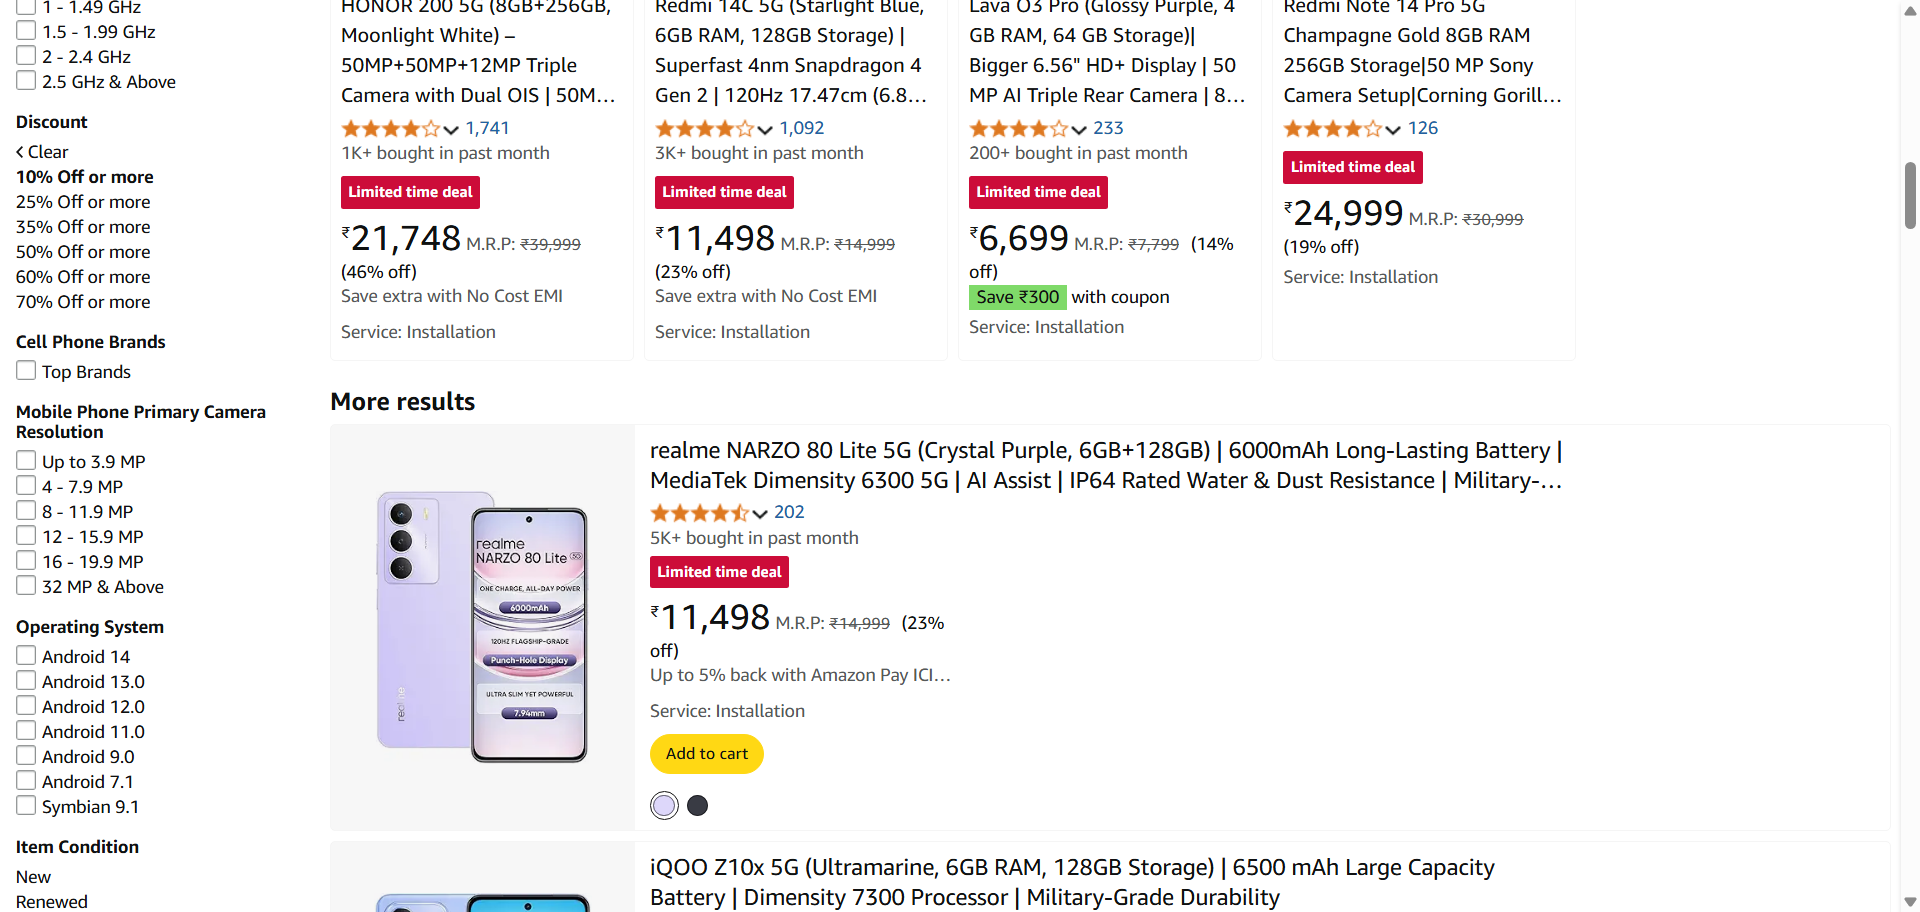 1 - 1.49 GHz
1.5 - 1.99 GHz
2 - 2.4 GHz
2.5 GHz & Above
Discount
Clear
10% Off or more
25% Off or more
35% Off or more
50% Off or more
60% Off or more
70% Off or more
Cell Phone Brands
Top Brands
Mobile Phone Primary Camera
Resolution
Up to 3.9 MP
4 - 7.9 MP
8 - 11.9 MP
12 - 15.9 MP
16 - 19.9 MP
32 MP & Above
Operating System
Android 14
Android 13.0
Android 12.0
Android 11.0
Android 9.0
Android 7.1
Symbian 9.1
Item Condition
New
Renewed
HONOR 200 5G (8GB+256GB,
Moonlight White) –
50MP+50MP+12MP Triple
Camera with Dual OIS | 50M...
1,741
1K+ bought in past month
Limited time deal
₹21,748 M.R.P: ₹39,999
(46% off)
Save extra with No Cost EMI
Service: Installation
Redmi 14C 5G (Starlight Blue,
6GB RAM, 128GB Storage) |
Superfast 4nm Snapdragon 4
Gen 2 | 120Hz 17.47cm (6.8...
1,092
3K+ bought in past month
Limited time deal
₹11,498 M.R.P: ₹14,999
(23% off)
Save extra with No Cost EMI
Service: Installation
Lava O3 Pro (Glossy Purple, 4
GB RAM, 64 GB Storage)|
Bigger 6.56" HD+ Display | 50
MP AI Triple Rear Camera | 8...
233
200+ bought in past month
Limited time deal
₹6,699 M.R.P: ₹7,799 (14%
off)
Save ₹300 with coupon
Service: Installation
Redmi Note 14 Pro 5G
Champagne Gold 8GB RAM
256GB Storage|50 MP Sony
Camera Setup|Corning Gorill...
126
Limited time deal
₹24,999 M.R.P: ₹30,999
(19% off)
Service: Installation
More results
realme
NARZO 80 Lite 5G
ONE CHARGE, ALL-DAY POWER
6000mAh
120HZ FLAGSHIP-GRADE
Punch-Hole Display
ULTRA SLIM YET POWERFUL
7.94mm
realme
realme NARZO 80 Lite 5G (Crystal Purple, 6GB+128GB) | 6000mAh Long-Lasting Battery |
MediaTek Dimensity 6300 5G | AI Assist | IP64 Rated Water & Dust Resistance | Military-...
202
5K+ bought in past month
Limited time deal
₹11,498 M.R.P: ₹14,999 (23%
off)
Up to 5% back with Amazon Pay ICI...
Service: Installation
Add to cart
iQOO Z10x 5G (Ultramarine, 6GB RAM, 128GB Storage) | 6500 mAh Large Capacity
Battery | Dimensity 7300 Processor | Military-Grade Durability